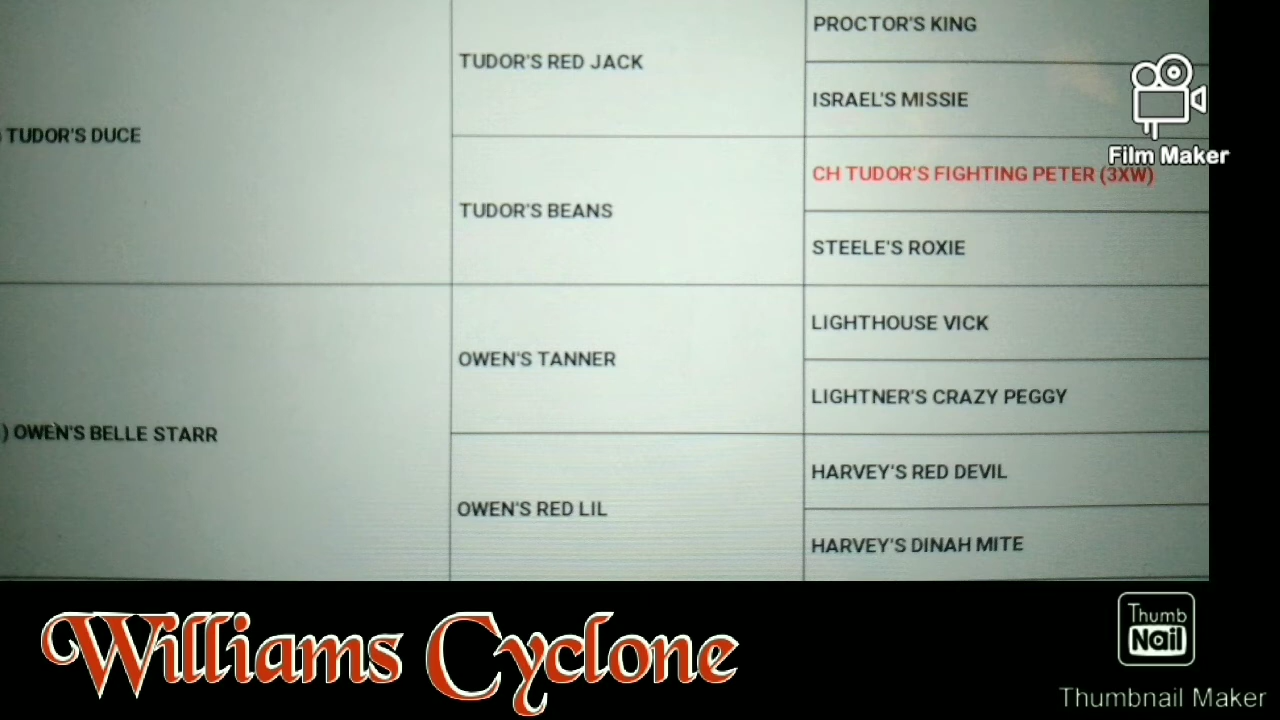 PROCTOR'S KING
TUDOR'S RED JACK
ISRAEL'S MISSIE
TUDOR'S DUCE
Film Maker
CH TUDOR'S FIGHTING PETER (3XW)
TUDOR'S BEANS
STEELE'S ROXIE
LIGHTHOUSE VICK
OWEN'S TANNER
LIGHTNER'S CRAZY PEGGY
) OWEN'S BELLE STARR
HARVEY'S RED DEVIL
OWEN'S RED LIL
HARVEY'S DINAH MITE
Williams Cyclone
Thumb
Nail
Thumbnail Maker